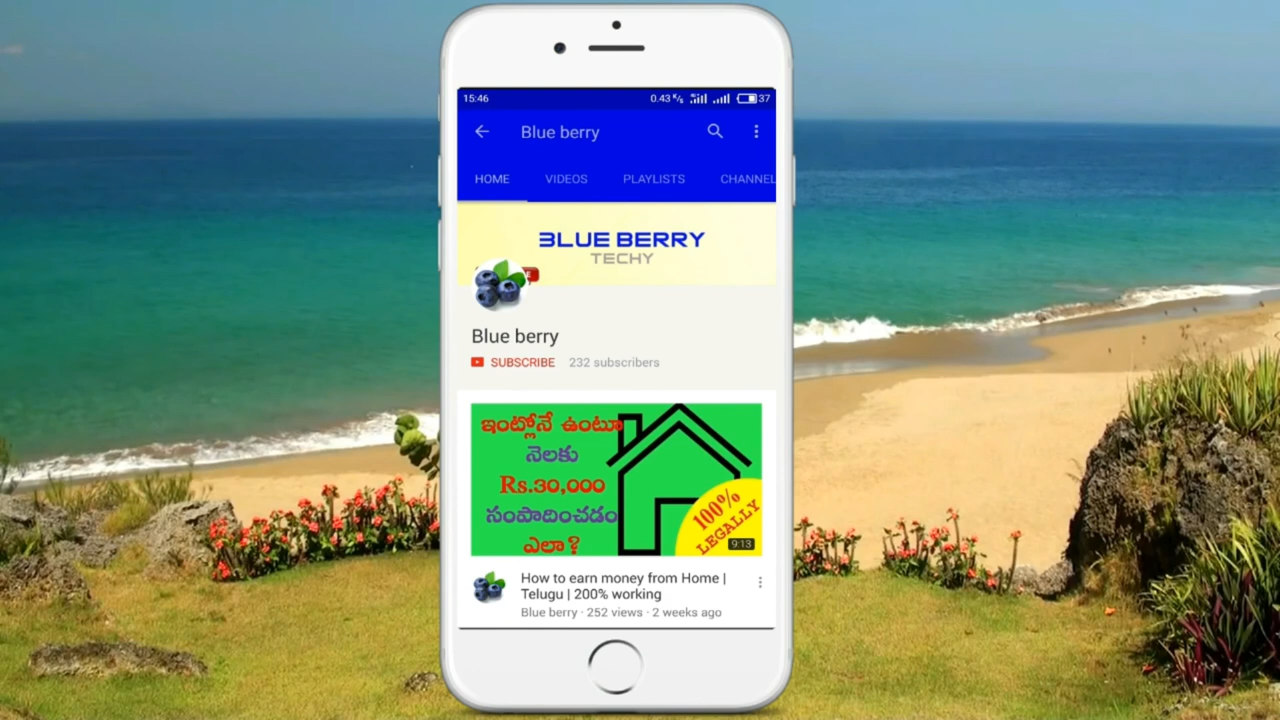 15:46 0.43 K/s 37
Blue berry
HOME VIDEOS PLAYLISTS CHANNEL
BLUE BERRY
TECHY
Blue berry
SUBSCRIBE 232 subscribers
ఇంట్లోనే ఉంటూ
నెలకు
Rs.30,000
సంపాదించడం
ఎలా?
100%
LEGALLY
9:13
How to earn money from Home |
Telugu | 200% working
Blue berry · 252 views · 2 weeks ago